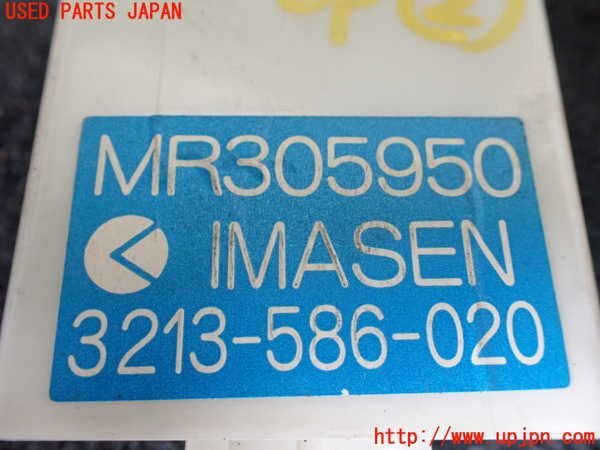 USED PARTS JAPAN
MR305950
IMASEN
3213-586-020
http://www.upjpn.com/